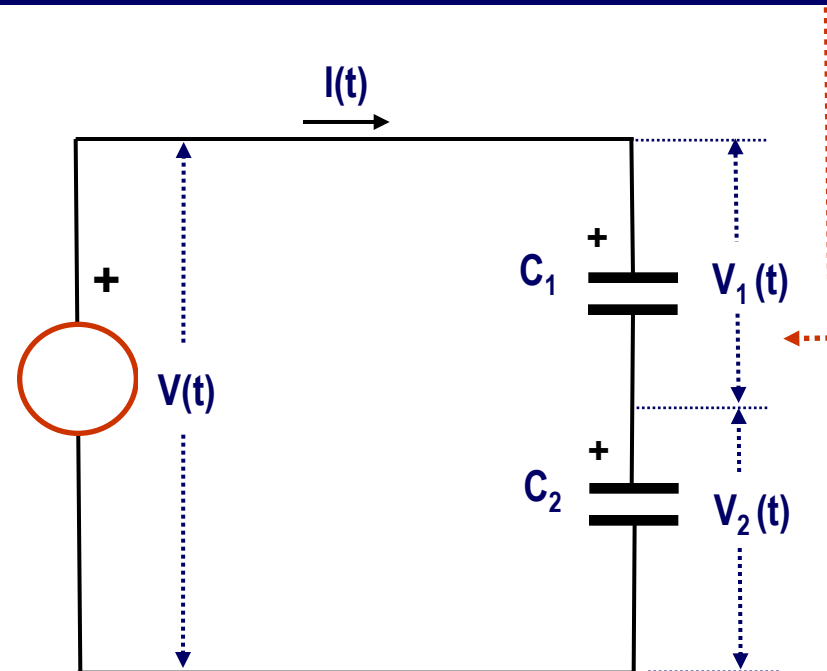 I(t)
+
+
C₁
V₁ (t)
V(t)
+
C₂
V₂ (t)